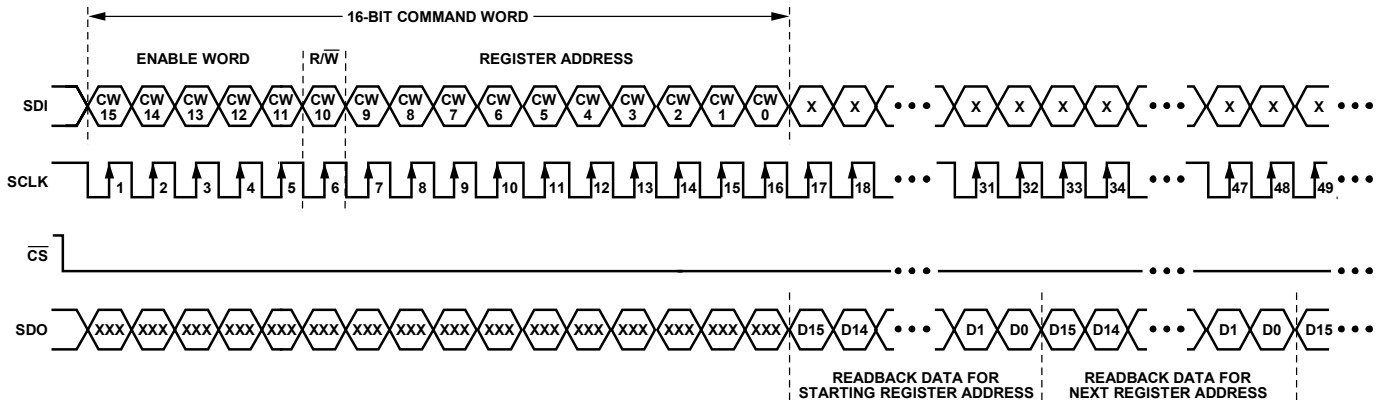 16-BIT COMMAND WORD
ENABLE WORD R/W̅ REGISTER ADDRESS
SDI CW 15 CW 14 CW 13 CW 12 CW 11 CW 10 CW 9 CW 8 CW 7 CW 6 CW 5 CW 4 CW 3 CW 2 CW 1 CW 0 X X ••• X X X X ••• X X X •••
SCLK 1 2 3 4 5 6 7 8 9 10 11 12 13 14 15 16 17 18 ••• 31 32 33 34 ••• 47 48 49 •••
C̅S̅ ••• ••• •••
SDO XXX XXX XXX XXX XXX XXX XXX XXX XXX XXX XXX XXX XXX XXX XXX XXX D15 D14 ••• D1 D0 D15 D14 ••• D1 D0 D15 •••
READBACK DATA FOR
STARTING REGISTER ADDRESS
READBACK DATA FOR
NEXT REGISTER ADDRESS